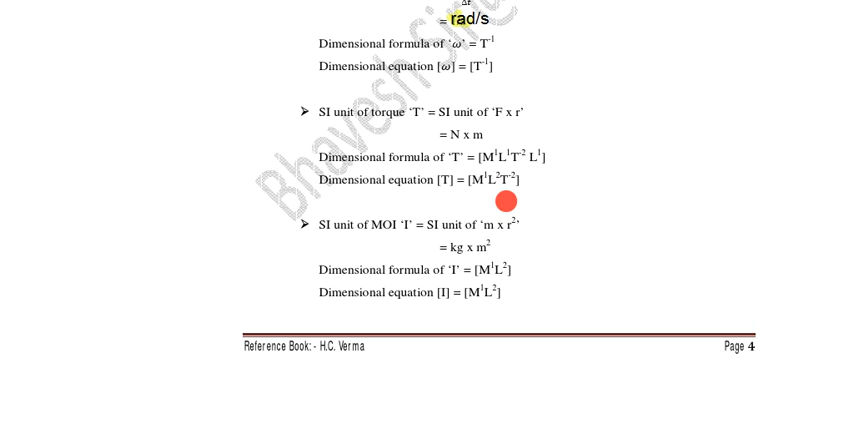 Δt
= rad/s
Dimensional formula of ‘ω’ = T⁻¹
Dimensional equation [ω] = [T⁻¹]
➢ SI unit of torque ‘T’ = SI unit of ‘F x r’
= N x m
Dimensional formula of ‘T’ = [M¹L¹T⁻² L¹]
Dimensional equation [T] = [M¹L²T⁻²]
➢ SI unit of MOI ‘I’ = SI unit of ‘m x r²’
= kg x m²
Dimensional formula of ‘I’ = [M¹L²]
Dimensional equation [I] = [M¹L²]
Reference Book: - H.C. Verma Page 4
Bhavesh